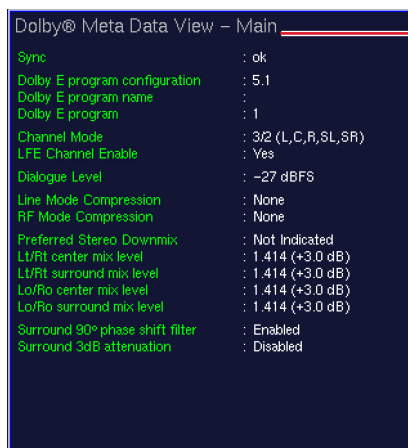 Dolby® Meta Data View – Main
Sync : ok
Dolby E program configuration : 5.1
Dolby E program name :
Dolby E program : 1
Channel Mode : 3/2 (L,C,R,SL,SR)
LFE Channel Enable : Yes
Dialogue Level : –27 dBFS
Line Mode Compression : None
RF Mode Compression : None
Preferred Stereo Downmix : Not Indicated
Lt/Rt center mix level : 1.414 (+3.0 dB)
Lt/Rt surround mix level : 1.414 (+3.0 dB)
Lo/Ro center mix level : 1.414 (+3.0 dB)
Lo/Ro surround mix level : 1.414 (+3.0 dB)
Surround 90º phase shift filter : Enabled
Surround 3dB attenuation : Disabled